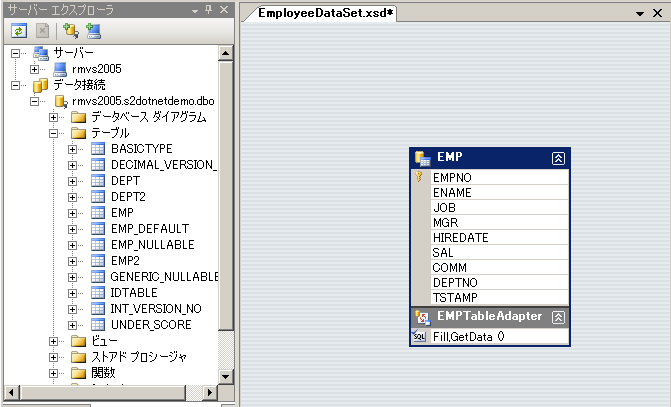 サーバー エクスプローラ
サーバー
rmvs2005
データ接続
rmvs2005.s2dotnetdemo.dbo
データベース ダイアグラム
テーブル
BASICTYPE
DECIMAL_VERSION_
DEPT
DEPT2
EMP
EMP_DEFAULT
EMP_NULLABLE
EMP2
GENERIC_NULLABLE
IDTABLE
INT_VERSION_NO
UNDER_SCORE
ビュー
ストアド プロシージャ
関数
EmployeeDataSet.xsd*
EMP
EMPNO
ENAME
JOB
MGR
HIREDATE
SAL
COMM
DEPTNO
TSTAMP
EMPTableAdapter
SQL Fill,GetData ()